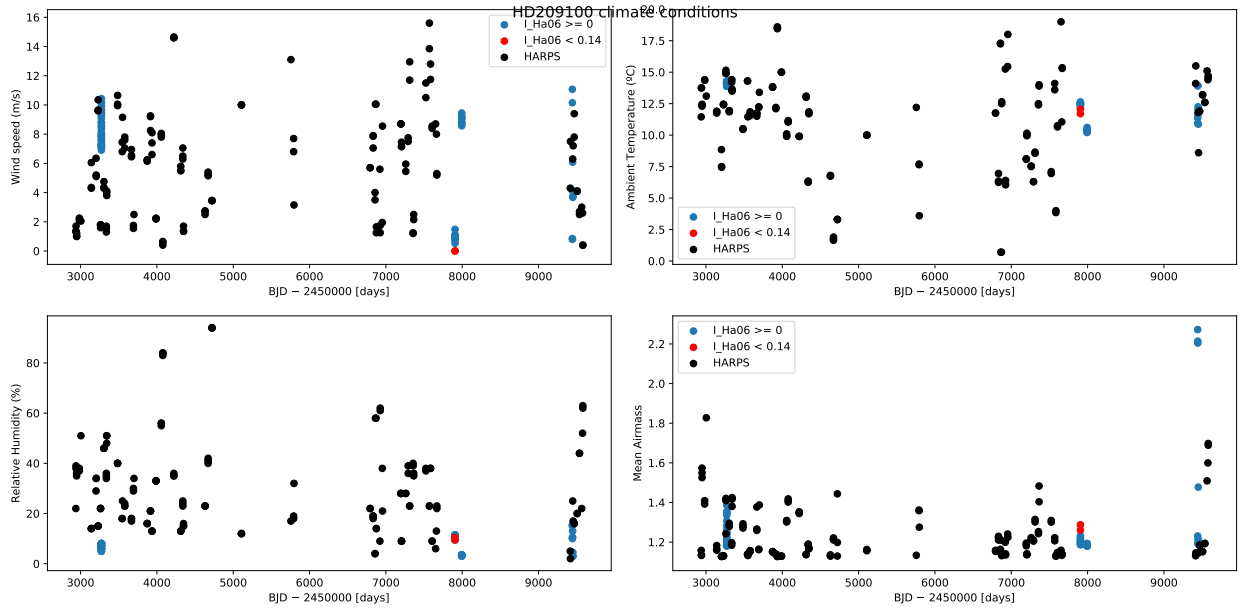 HD209100 climate conditions
16
14
12
10
8
6
4
2
0
Wind speed (m/s)
I_Ha06 >= 0
I_Ha06 < 0.14
HARPS
3000 4000 5000 6000 7000 8000 9000
BJD − 2450000 [days]
20.0
17.5
15.0
12.5
10.0
7.5
5.0
2.5
0.0
Ambient Temperature (ºC)
I_Ha06 >= 0
I_Ha06 < 0.14
HARPS
3000 4000 5000 6000 7000 8000 9000
BJD − 2450000 [days]
80
60
40
20
0
Relative Humidity (%)
3000 4000 5000 6000 7000 8000 9000
BJD − 2450000 [days]
2.2
2.0
1.8
1.6
1.4
1.2
Mean Airmass
I_Ha06 >= 0
I_Ha06 < 0.14
HARPS
3000 4000 5000 6000 7000 8000 9000
BJD − 2450000 [days]